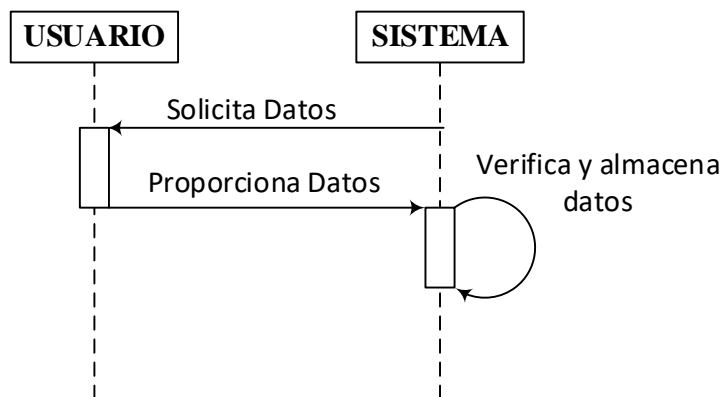 USUARIO
SISTEMA
Solicita Datos
Proporciona Datos
Verifica y almacena
datos